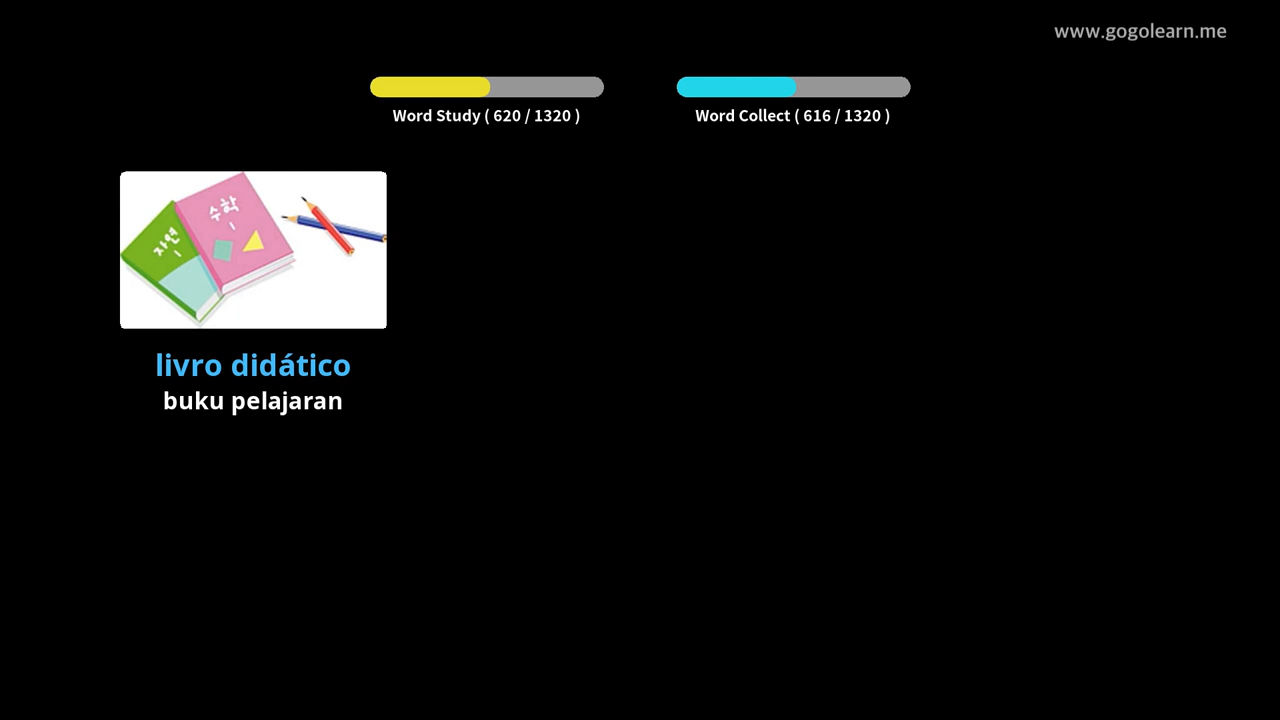 www.gogolearn.me
Word Study ( 620 / 1320 )
Word Collect ( 616 / 1320 )
수학
자연
livro didático
buku pelajaran